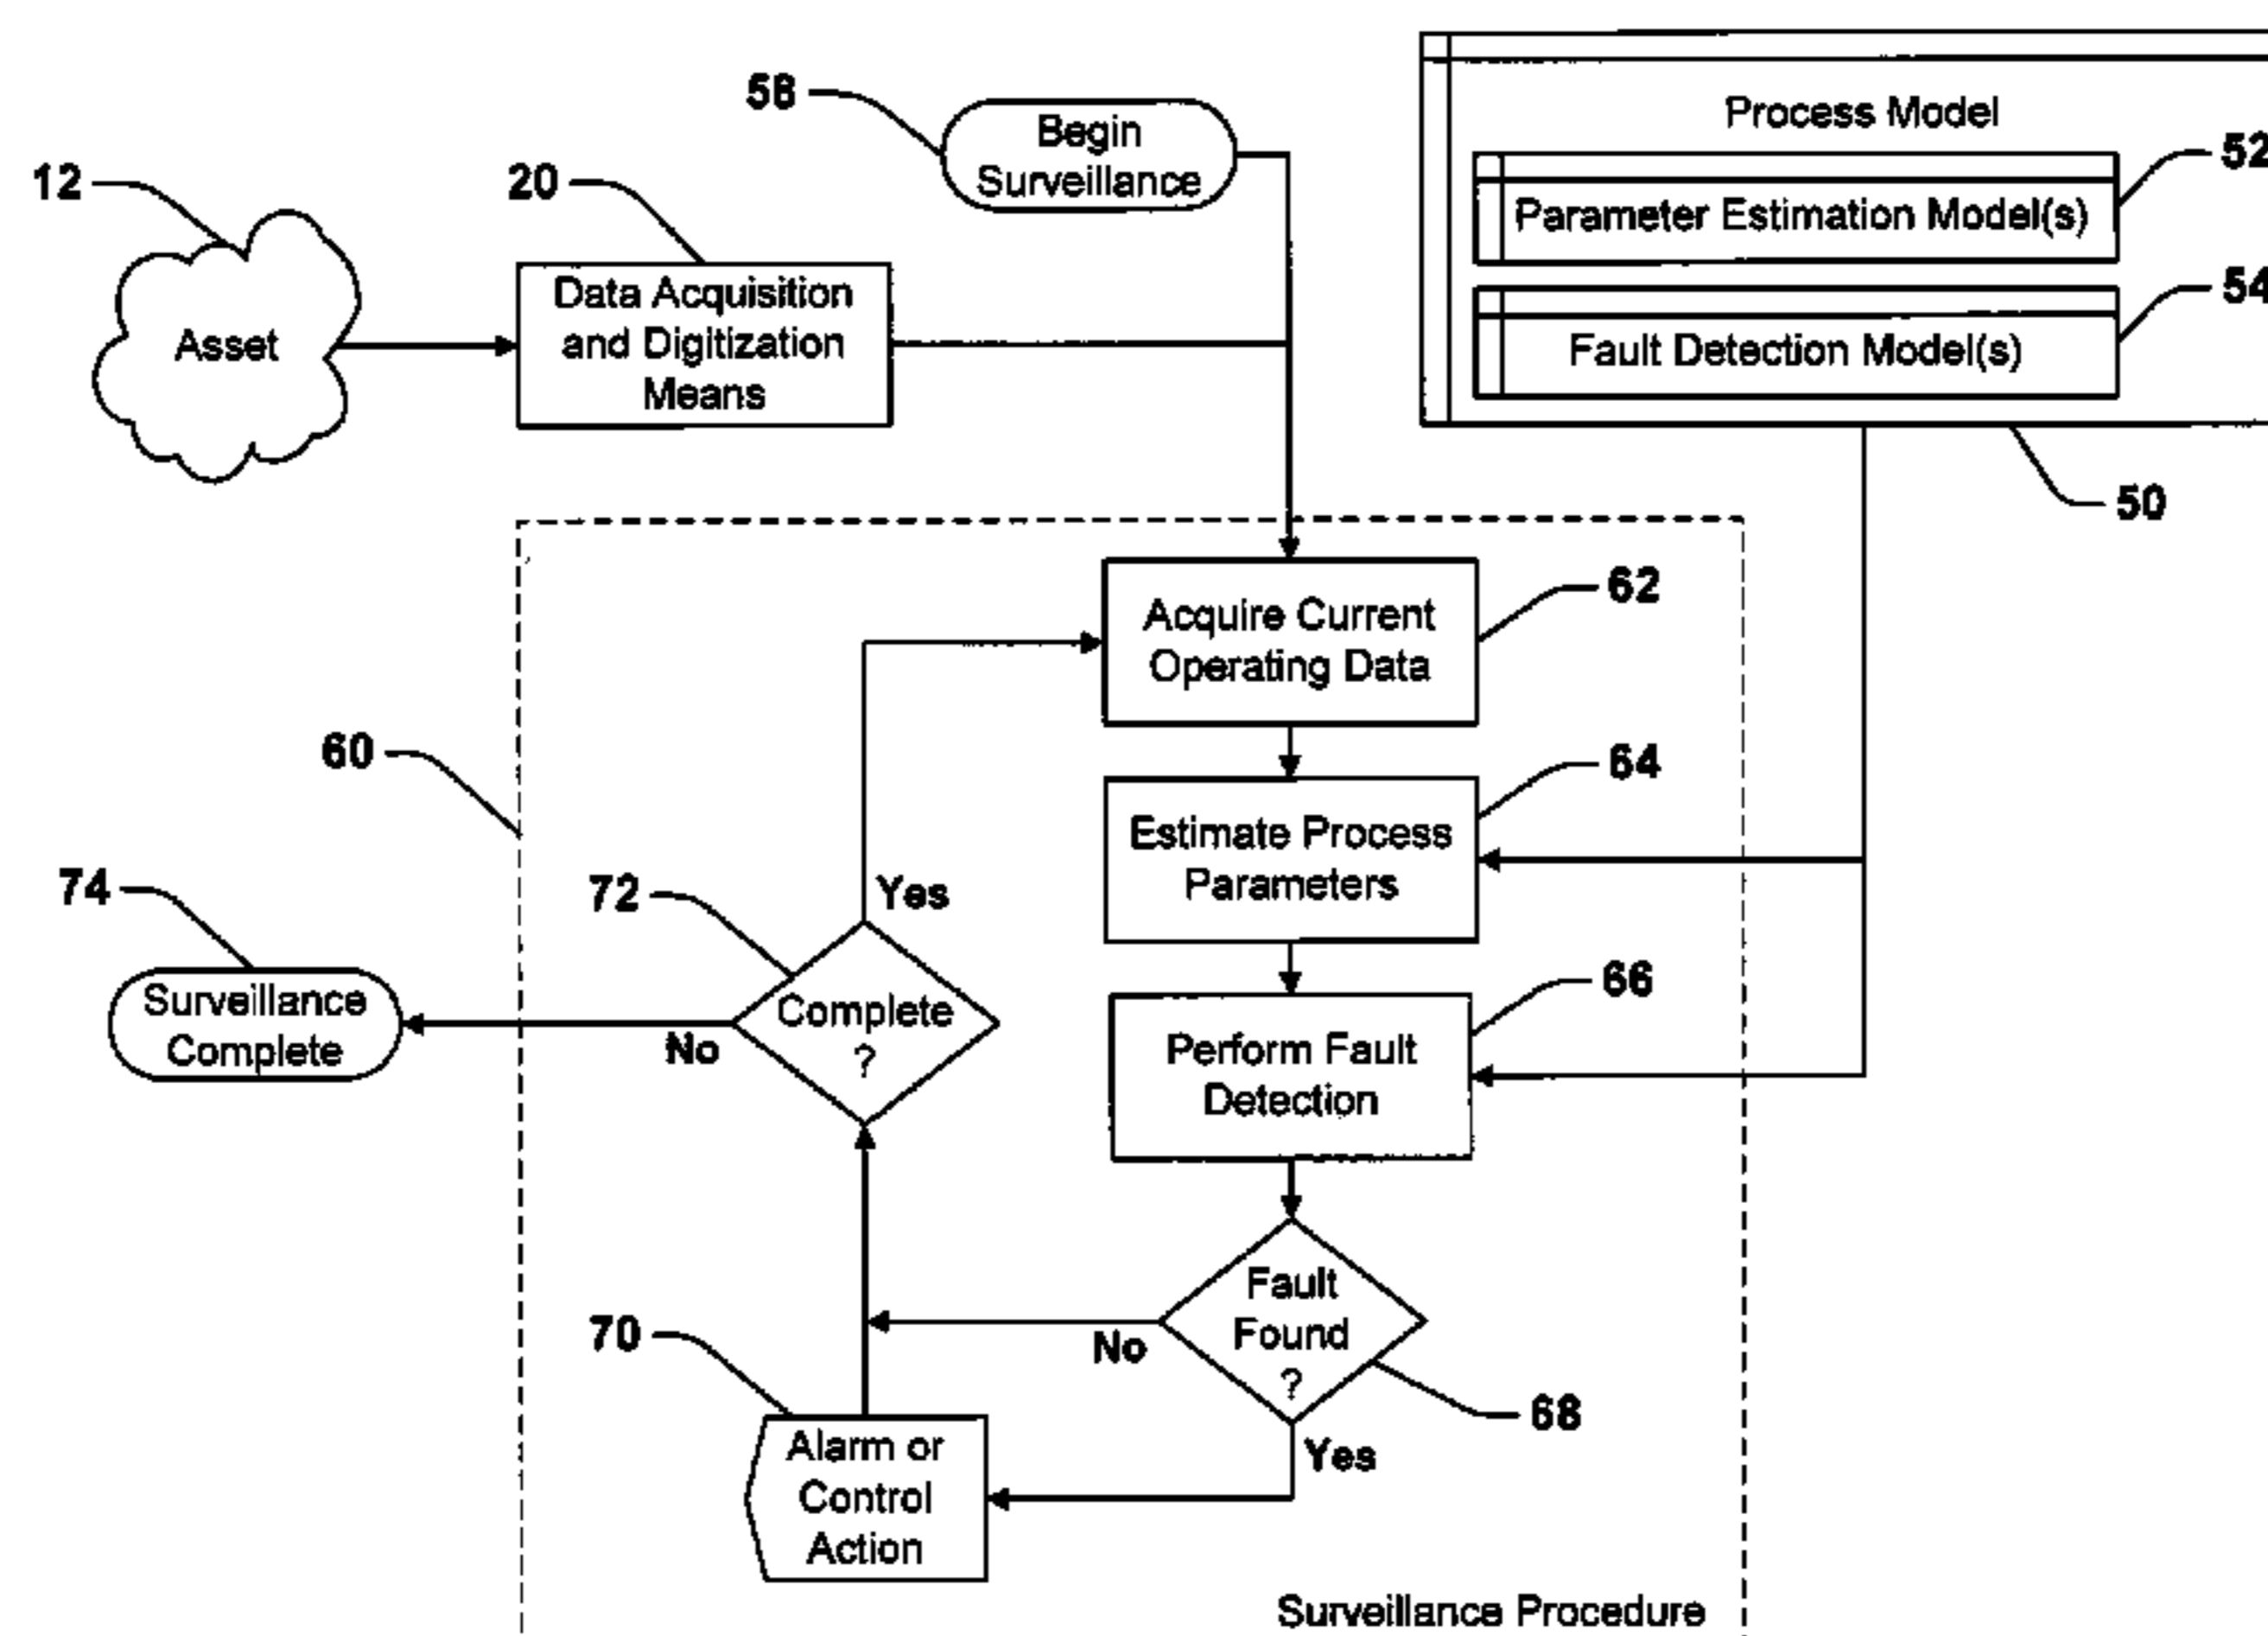 58
Begin
Surveillance
Process Model
52
Parameter Estimation Model(s)
54
Fault Detection Model(s)
50
12
Asset
20
Data Acquisition
and Digitization
Means
62
Acquire Current
Operating Data
60
64
Estimate Process
Parameters
74
Surveillance
Complete
72
Yes
Complete
?
No
66
Perform Fault
Detection
Fault
Found
?
No
68
Yes
70
Alarm or
Control
Action
Surveillance Procedure